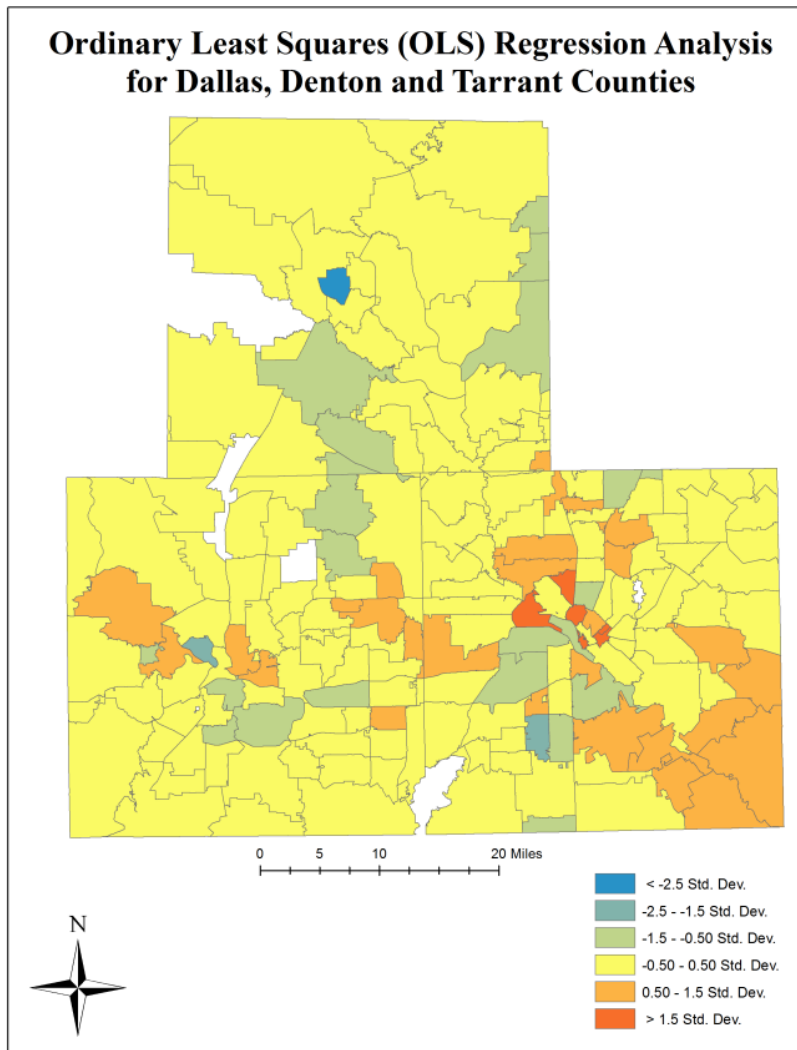 Ordinary Least Squares (OLS) Regression Analysis
for Dallas, Denton and Tarrant Counties
0 5 10 20 Miles
< -2.5 Std. Dev.
-2.5 - -1.5 Std. Dev.
-1.5 - -0.50 Std. Dev.
-0.50 - 0.50 Std. Dev.
0.50 - 1.5 Std. Dev.
> 1.5 Std. Dev.
N